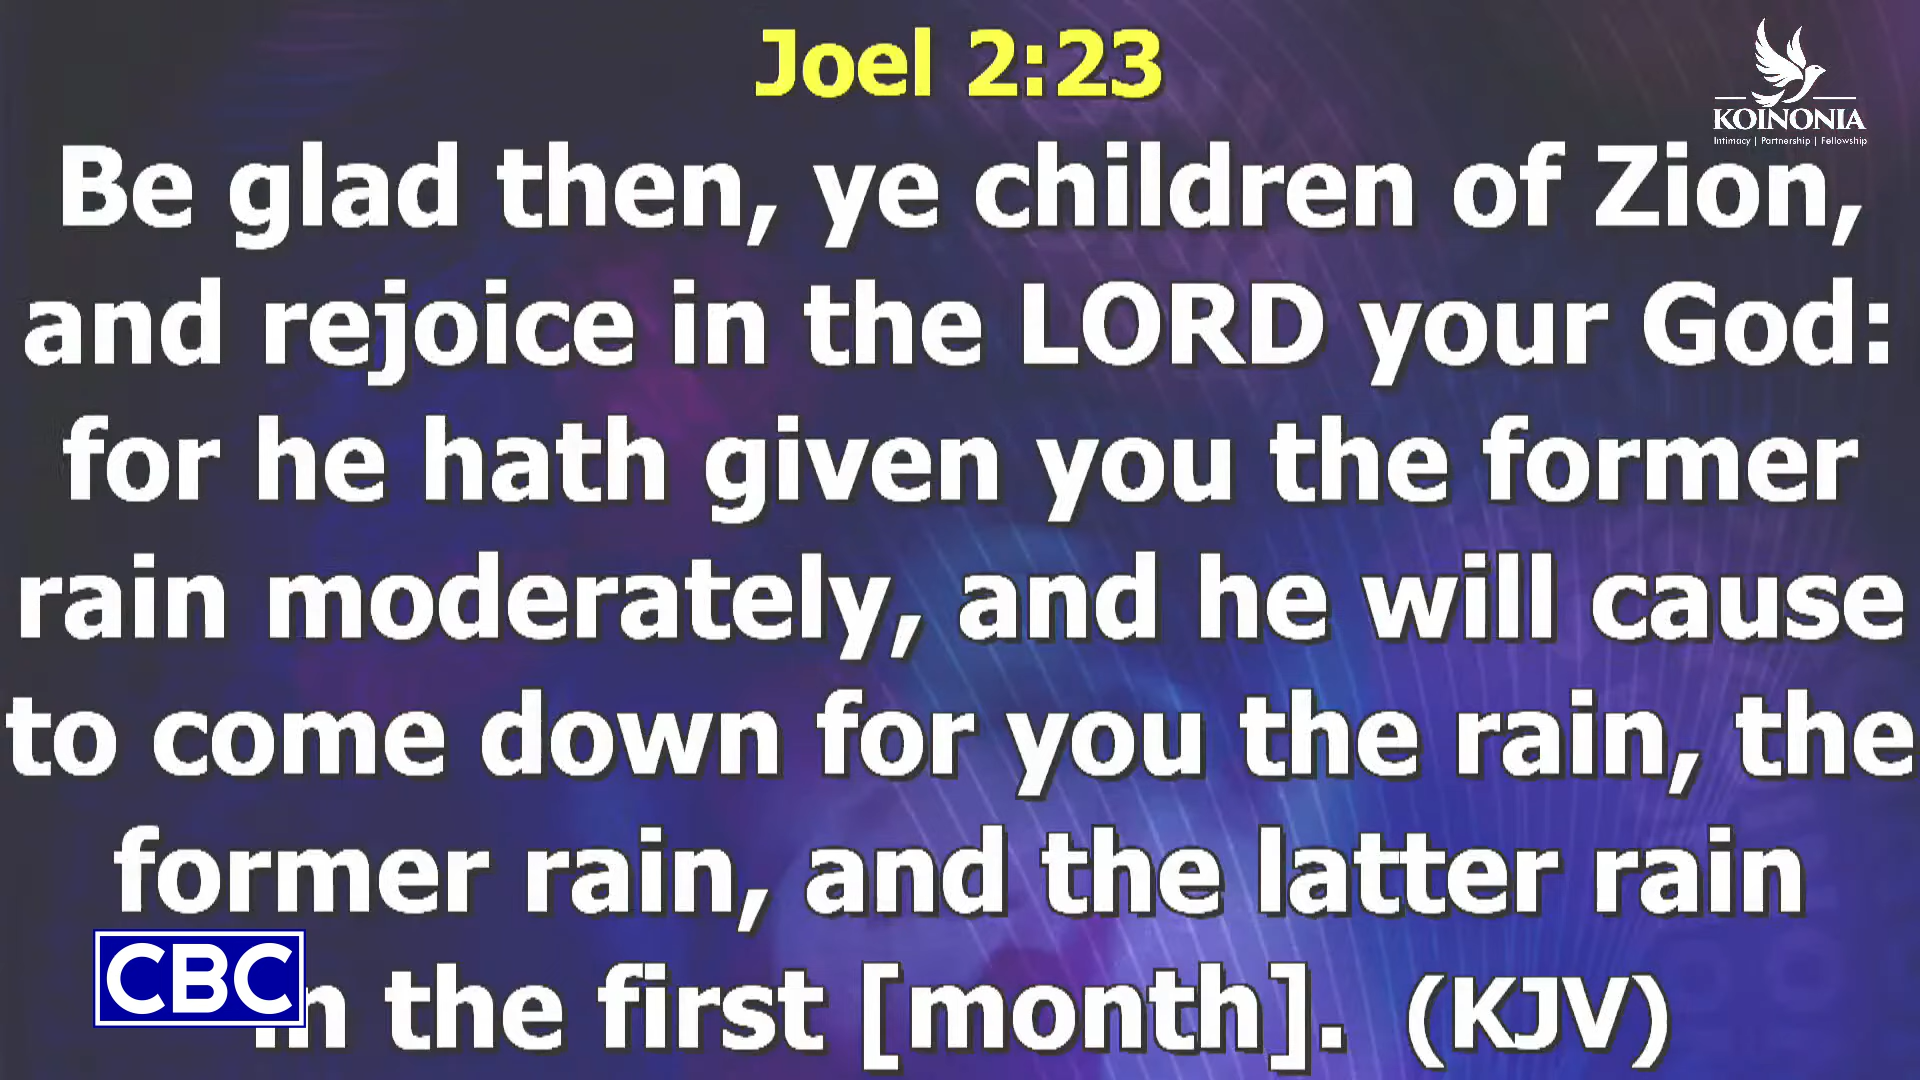 Joel 2:23
KOINONIA
Intimacy | Partnership | Fellowship
Be glad then, ye children of Zion,
and rejoice in the LORD your God:
for he hath given you the former
rain moderately, and he will cause
to come down for you the rain, the
former rain, and the latter rain
in the first [month]. (KJV)
CBC